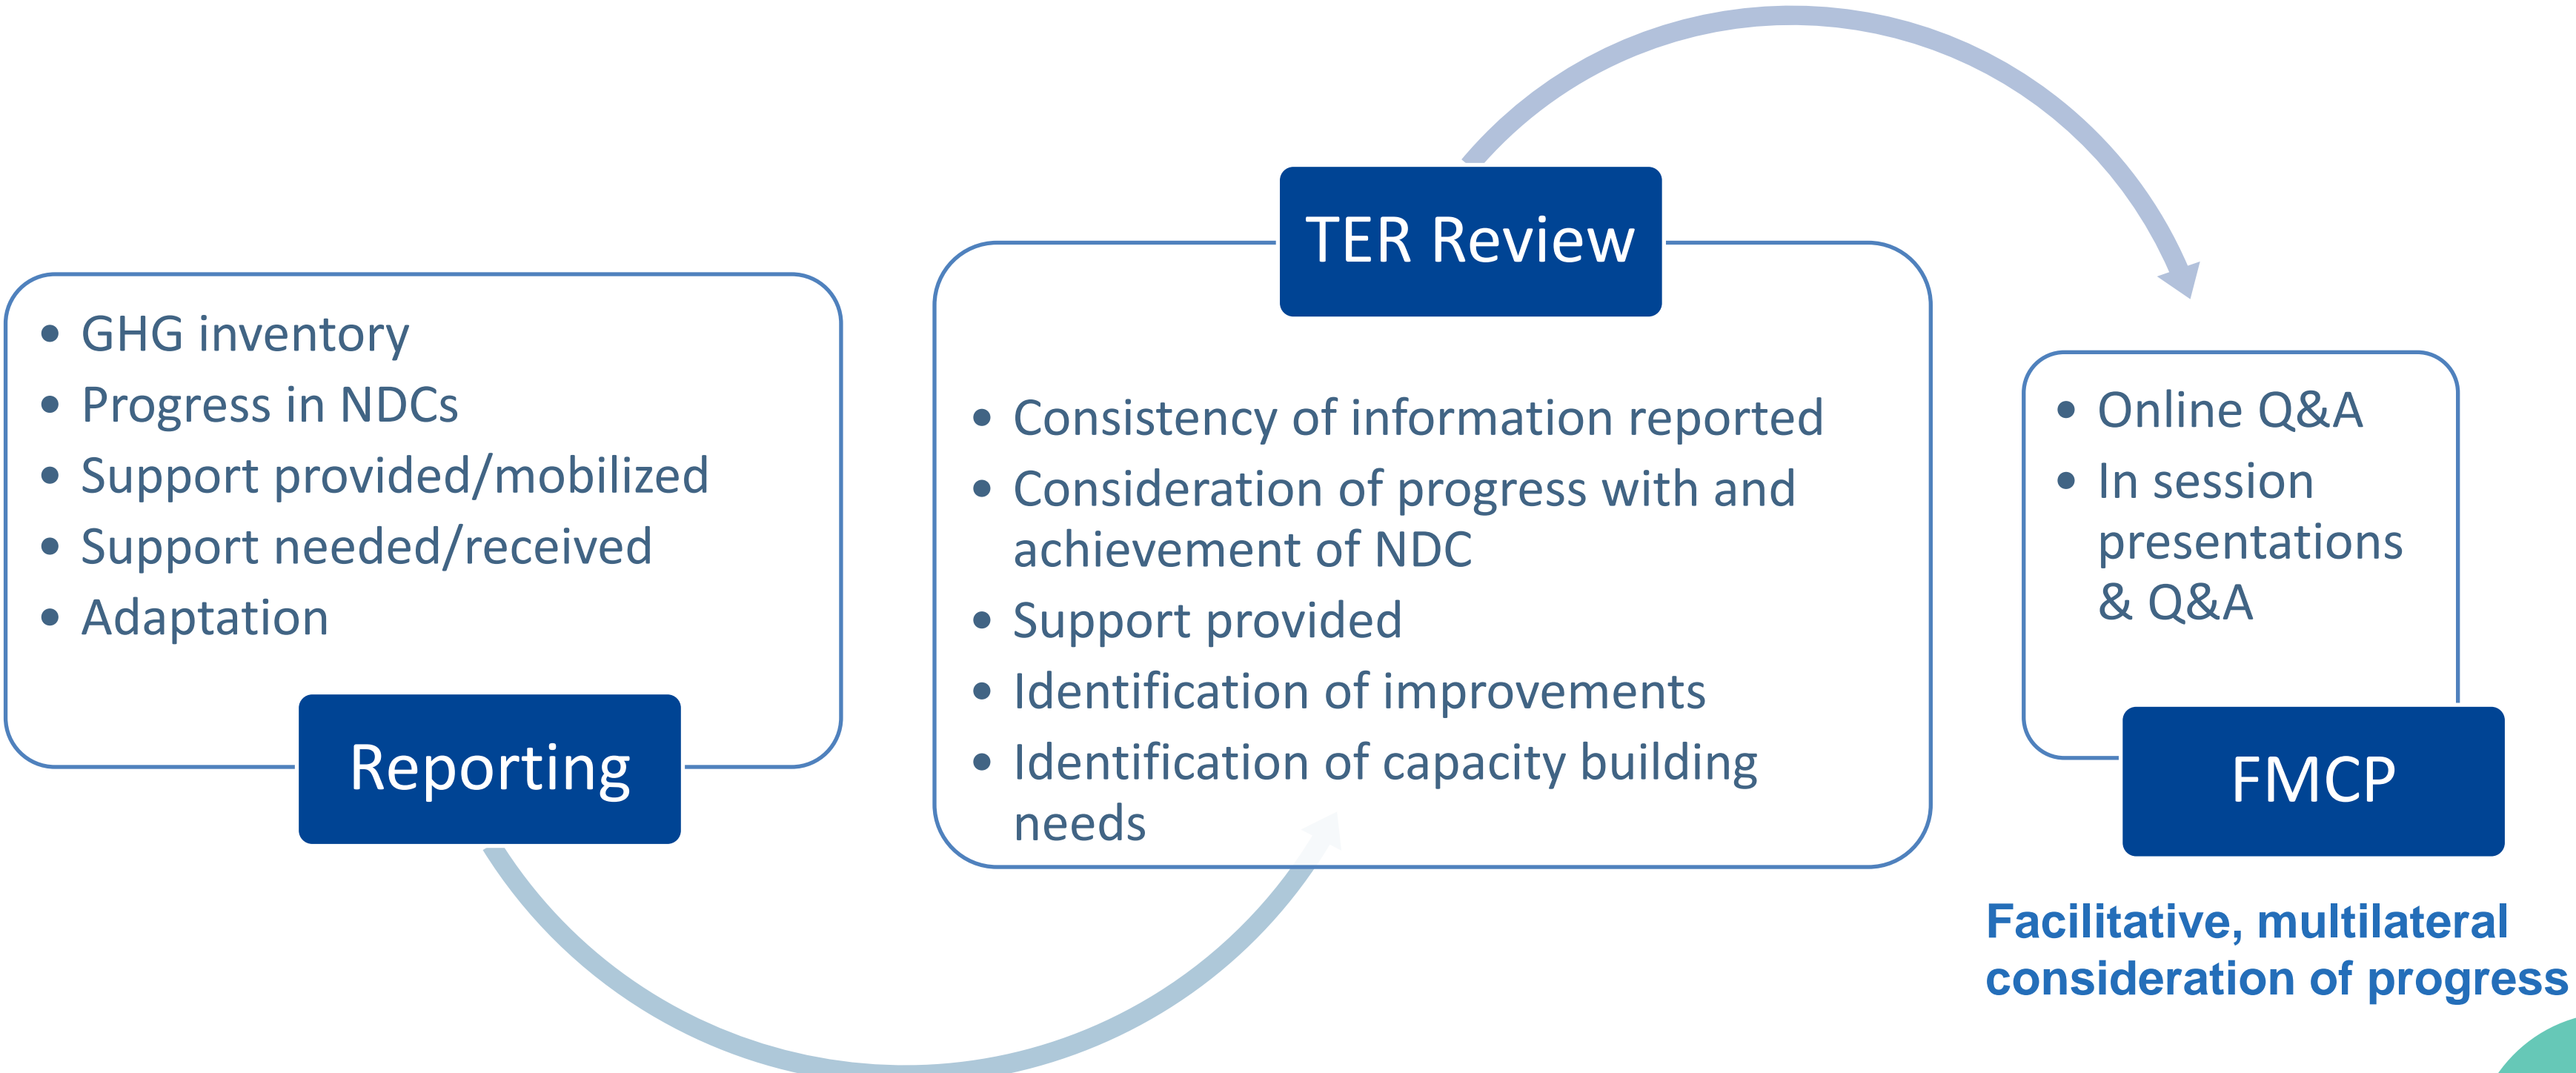 • GHG inventory
• Progress in NDCs
• Support provided/mobilized
• Support needed/received
• Adaptation
Reporting
TER Review
• Consistency of information reported
• Consideration of progress with and
achievement of NDC
• Support provided
• Identification of improvements
• Identification of capacity building
needs
• Online Q&A
• In session
presentations
& Q&A
FMCP
Facilitative, multilateral
consideration of progress